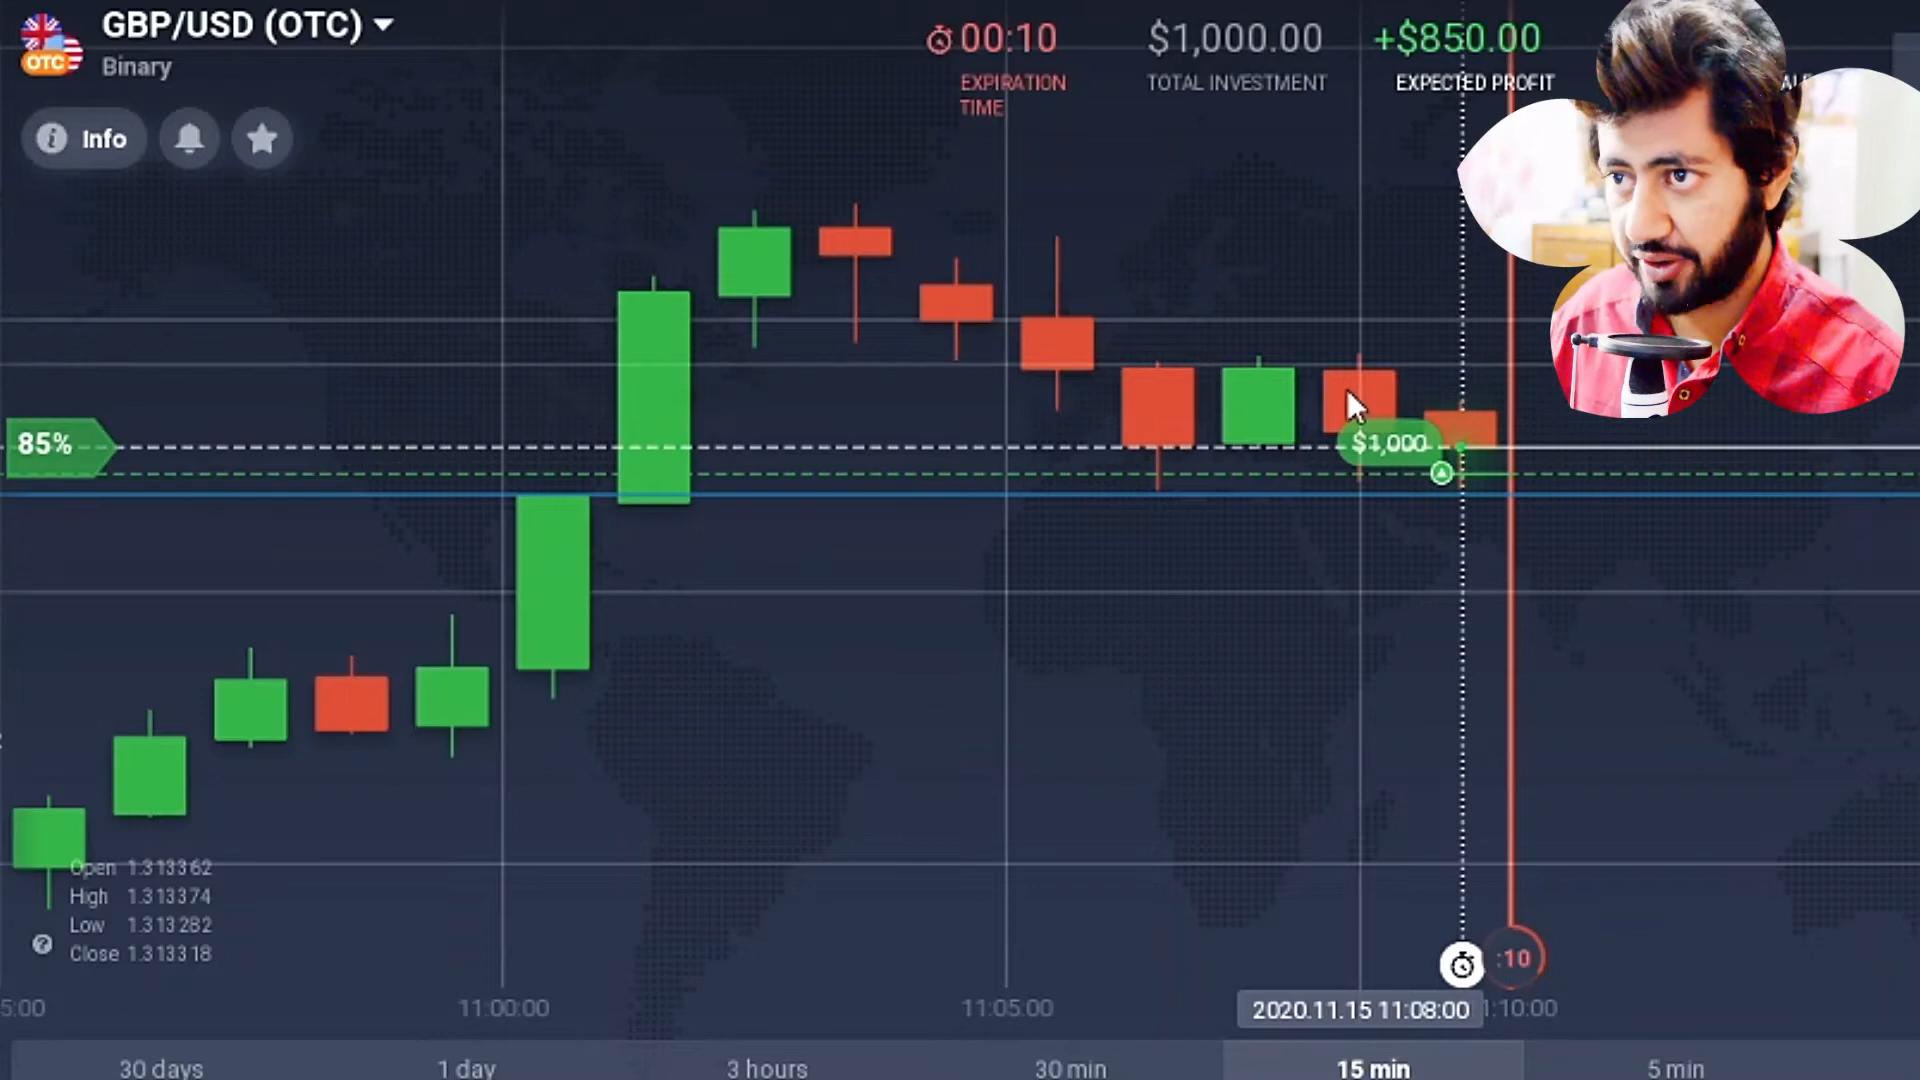 GBP/USD (OTC)
OTC
Binary
00:10
EXPIRATION
TIME
$1,000.00
TOTAL INVESTMENT
+$850.00
EXPECTED PROFIT
Info
85%
$1,000
Open 1.313362
High 1.313374
Low 1.313282
Close 1.313318
:10
5:00
11:00:00
11:05:00
2020.11.15 11:08:00
1:10:00
30 days
1 day
3 hours
30 min
15 min
5 min